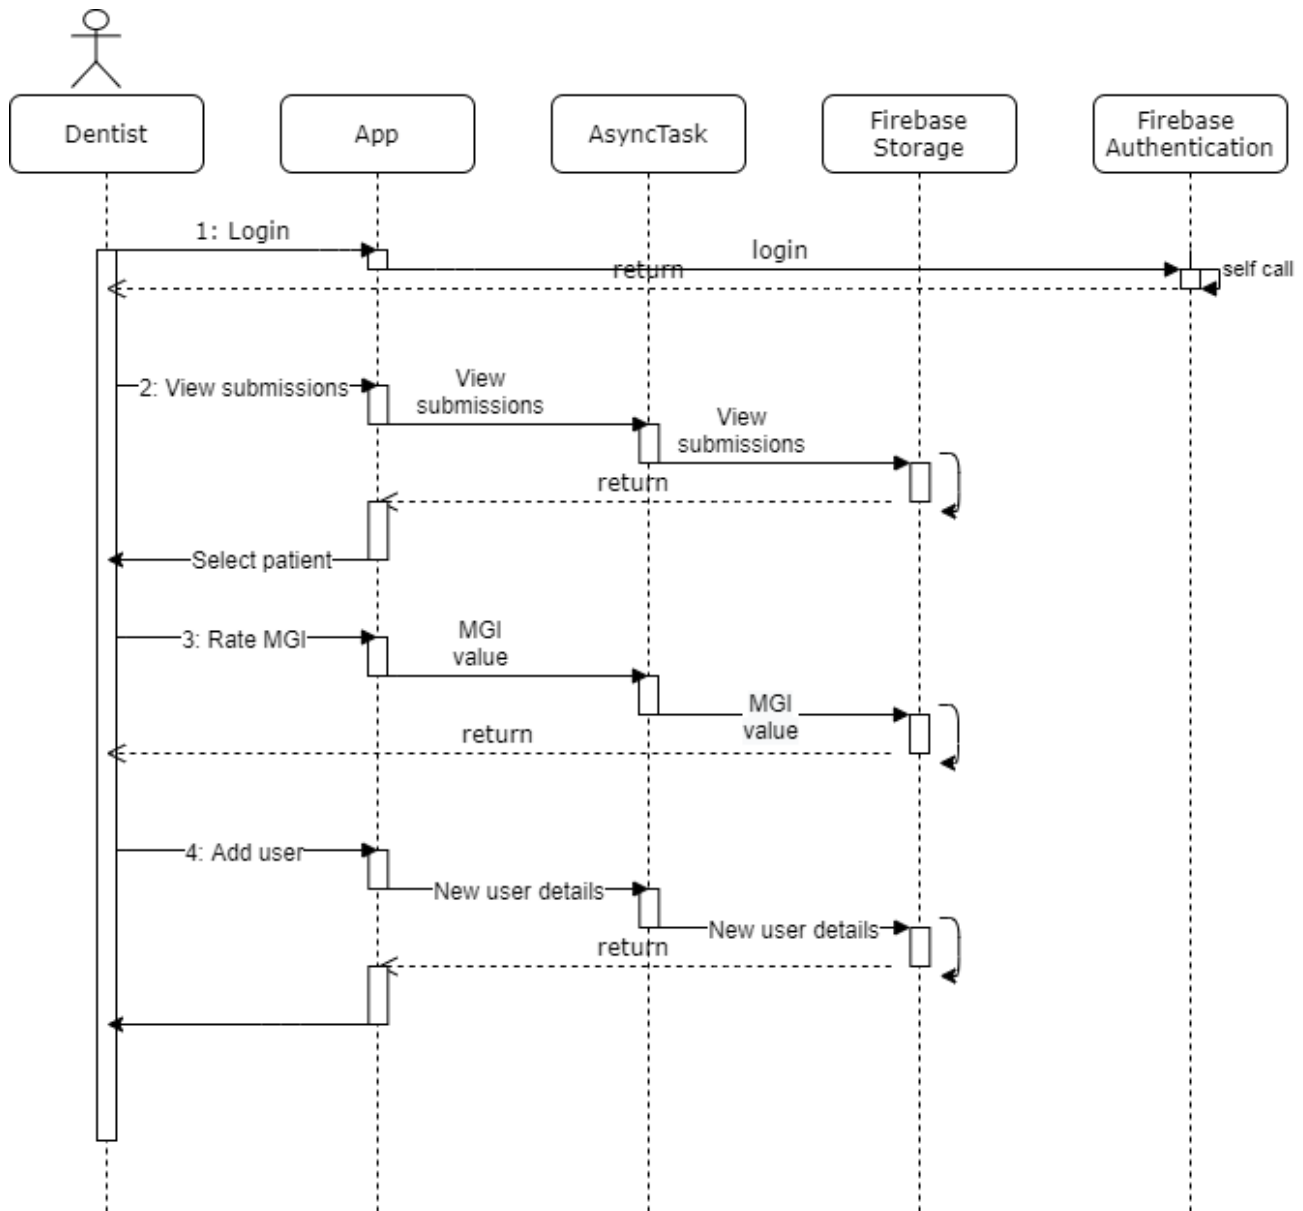 Dentist
App
AsyncTask
Firebase
Storage
Firebase
Authentication
1: Login
login
return
self call
2: View submissions
View
submissions
View
submissions
return
Select patient
3: Rate MGI
MGI
value
MGI
value
return
4: Add user
New user details
New user details
return